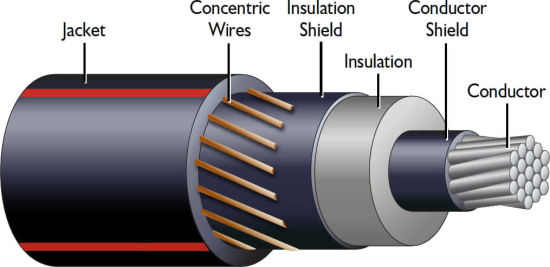 Jacket
Concentric
Wires
Insulation
Shield
Insulation
Conductor
Shield
Conductor